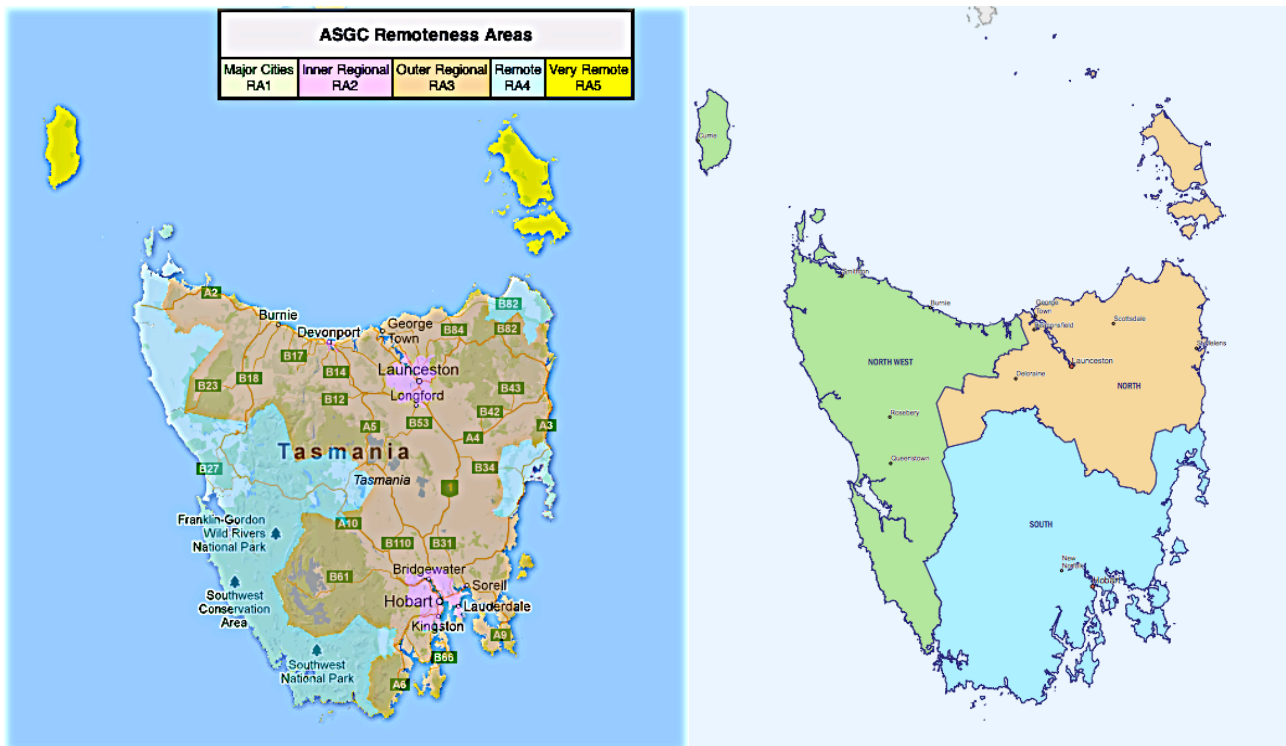 ASGC Remoteness Areas
Major Cities Inner Regional Outer Regional Remote Very Remote
RA1 RA2 RA3 RA4 RA5
A2
B82
Burnie
Devonport
George
Town
B84
B82
B17
B14
Launceston
B18
B23
B43
Longford
B12
B42
A5
B53
A4
A3
Tasmania
B27
Tasmania
B34
1
A10
Franklin-Gordon
Wild Rivers
National Park
B110
B31
Bridgewater
B61
Sorell
Southwest
Conservation
Area
Hobart
Lauderdale
Kingston
A9
B66
Southwest
National Park
A6
Currie
Smithton
Burnie
George
Town
Beaconsfield
Scottsdale
St Helens
NORTH WEST
Launceston
Deloraine
NORTH
Rosebery
Queenstown
SOUTH
New
Norfolk
Hobart